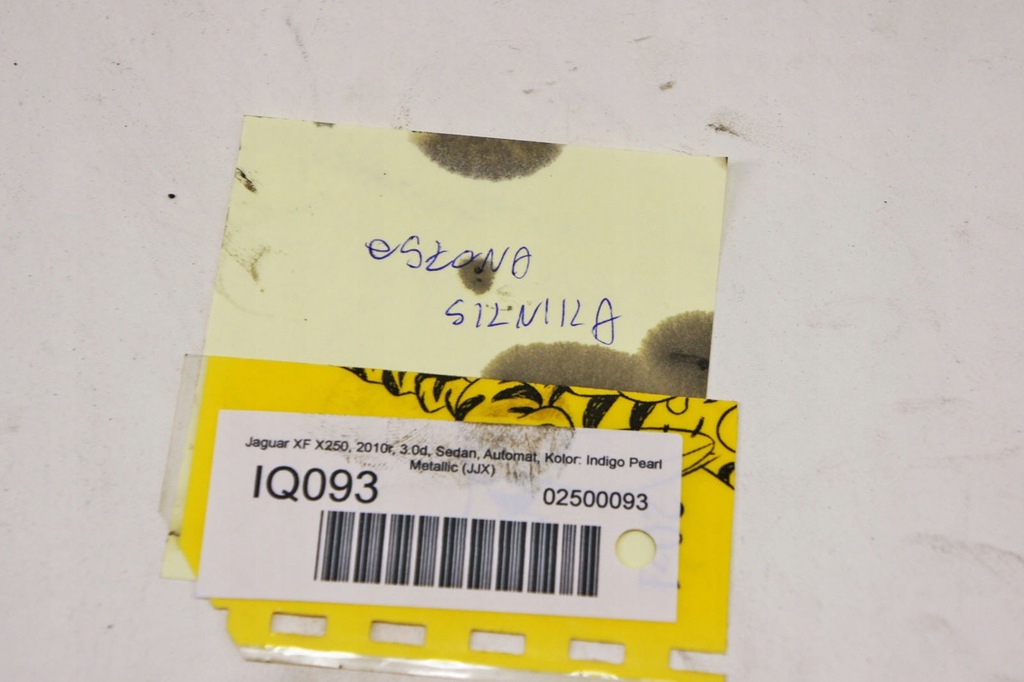 OSŁONA
SILNIKA
Jaguar XF X250, 2010r, 3.0d, Sedan, Automat, Kolor: Indigo Pearl
Metallic (JJX)
IQ093
02500093